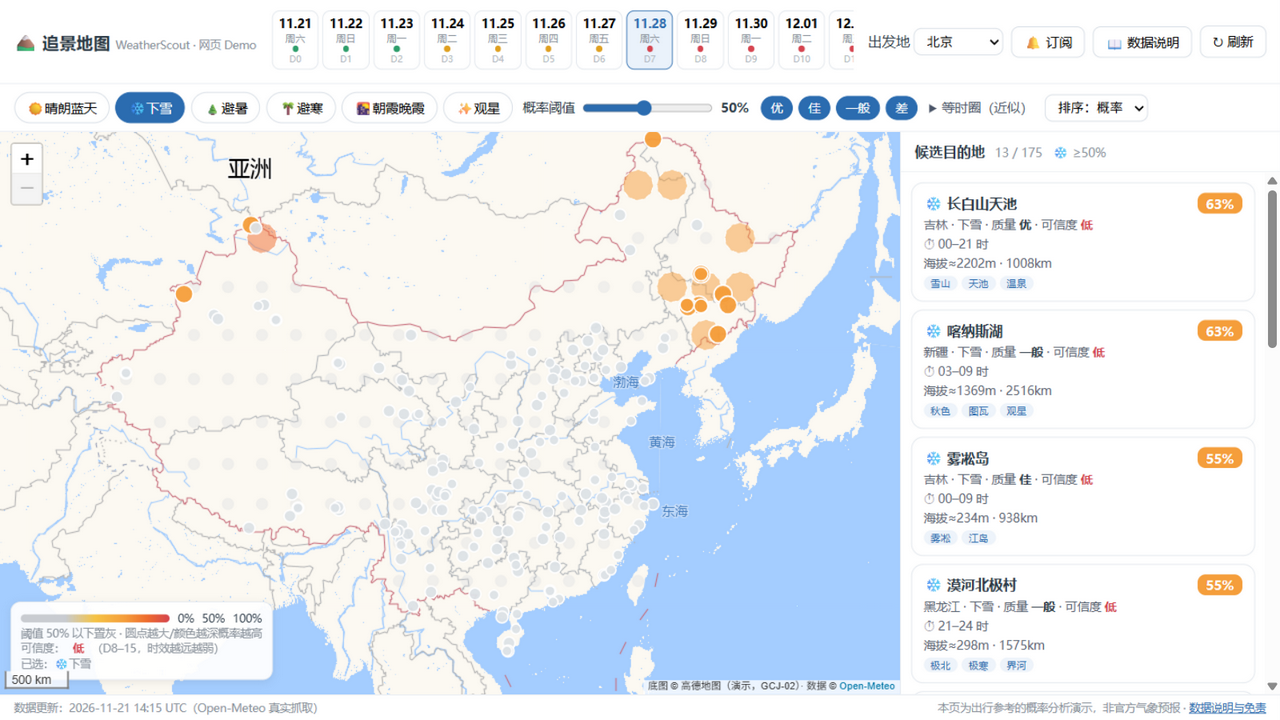 追景地图 WeatherScout · 网页 Demo
11.21 周六 D0
11.22 周日 D1
11.23 周一 D2
11.24 周二 D3
11.25 周三 D4
11.26 周四 D5
11.27 周五 D6
11.28 周六 D7
11.29 周日 D8
11.30 周一 D9
12.01 周二 D10
12.
出发地 北京 订阅 数据说明 刷新
晴朗蓝天 下雪 避暑 避寒 朝霞晚霞 观星 概率阈值 50% 优 佳 一般 差 ▶ 等时圈（近似） 排序：概率
+
−
亚洲
渤海
黄海
东海
0% 50% 100%
阈值 50% 以下置灰 · 圆点越大/颜色越深概率越高
可信度： 低 （D8–15，时效越远越弱）
已选： 下雪
500 km
底图 © 高德地图（演示，GCJ-02）· 数据 © Open-Meteo
候选目的地 13 / 175 ≥50%
长白山天池 63%
吉林 · 下雪 · 质量 优 · 可信度 低
00–21 时
海拔≈2202m · 1008km
雪山 天池 温泉
喀纳斯湖 63%
新疆 · 下雪 · 质量 一般 · 可信度 低
03–09 时
海拔≈1369m · 2516km
秋色 图瓦 观星
雾凇岛 55%
吉林 · 下雪 · 质量 佳 · 可信度 低
00–09 时
海拔≈234m · 938km
雾凇 江岛
漠河北极村 55%
黑龙江 · 下雪 · 质量 一般 · 可信度 低
21–24 时
海拔≈298m · 1575km
极北 极寒 界河
数据更新：2026-11-21 14:15 UTC（Open-Meteo 真实抓取）
本页为出行参考的概率分析演示，非官方气象预报 · 数据说明与免责